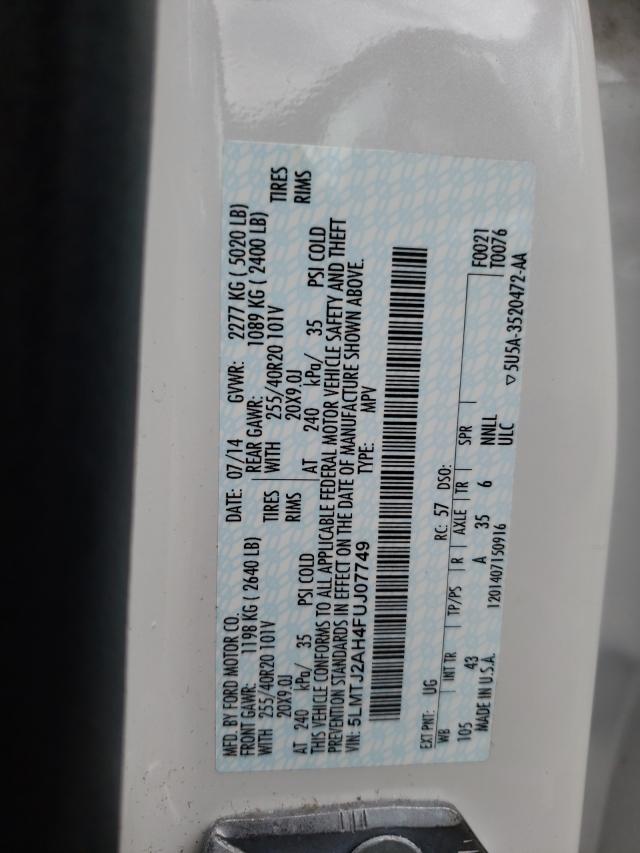 MFD. BY FORD MOTOR CO. DATE: 07/14 GVWR: 2277 KG ( 5020 LB)
FRONT GAWR: 1198 KG ( 2640 LB) REAR GAWR: 1089 KG ( 2400 LB)
WITH 255/40R20 101V TIRES WITH 255/40R20 101V TIRES
20X9.0J RIMS 20X9.0J RIMS
AT 240 kPa/ 35 PSI COLD AT 240 kPa/ 35 PSI COLD
THIS VEHICLE CONFORMS TO ALL APPLICABLE FEDERAL MOTOR VEHICLE SAFETY AND THEFT
PREVENTION STANDARDS IN EFFECT ON THE DATE OF MANUFACTURE SHOWN ABOVE.
VIN: 5LMTJ2AH4FUJ07749 TYPE: MPV
EXT PNT: UG RC: 57 DSO:
WB INT TR TP/PS R AXLE TR SPR F0021
105 43 A 35 6 NNLL T0076
MADE IN U.S.A. 1201407150916 ULC ▽5U5A-3520472-AA